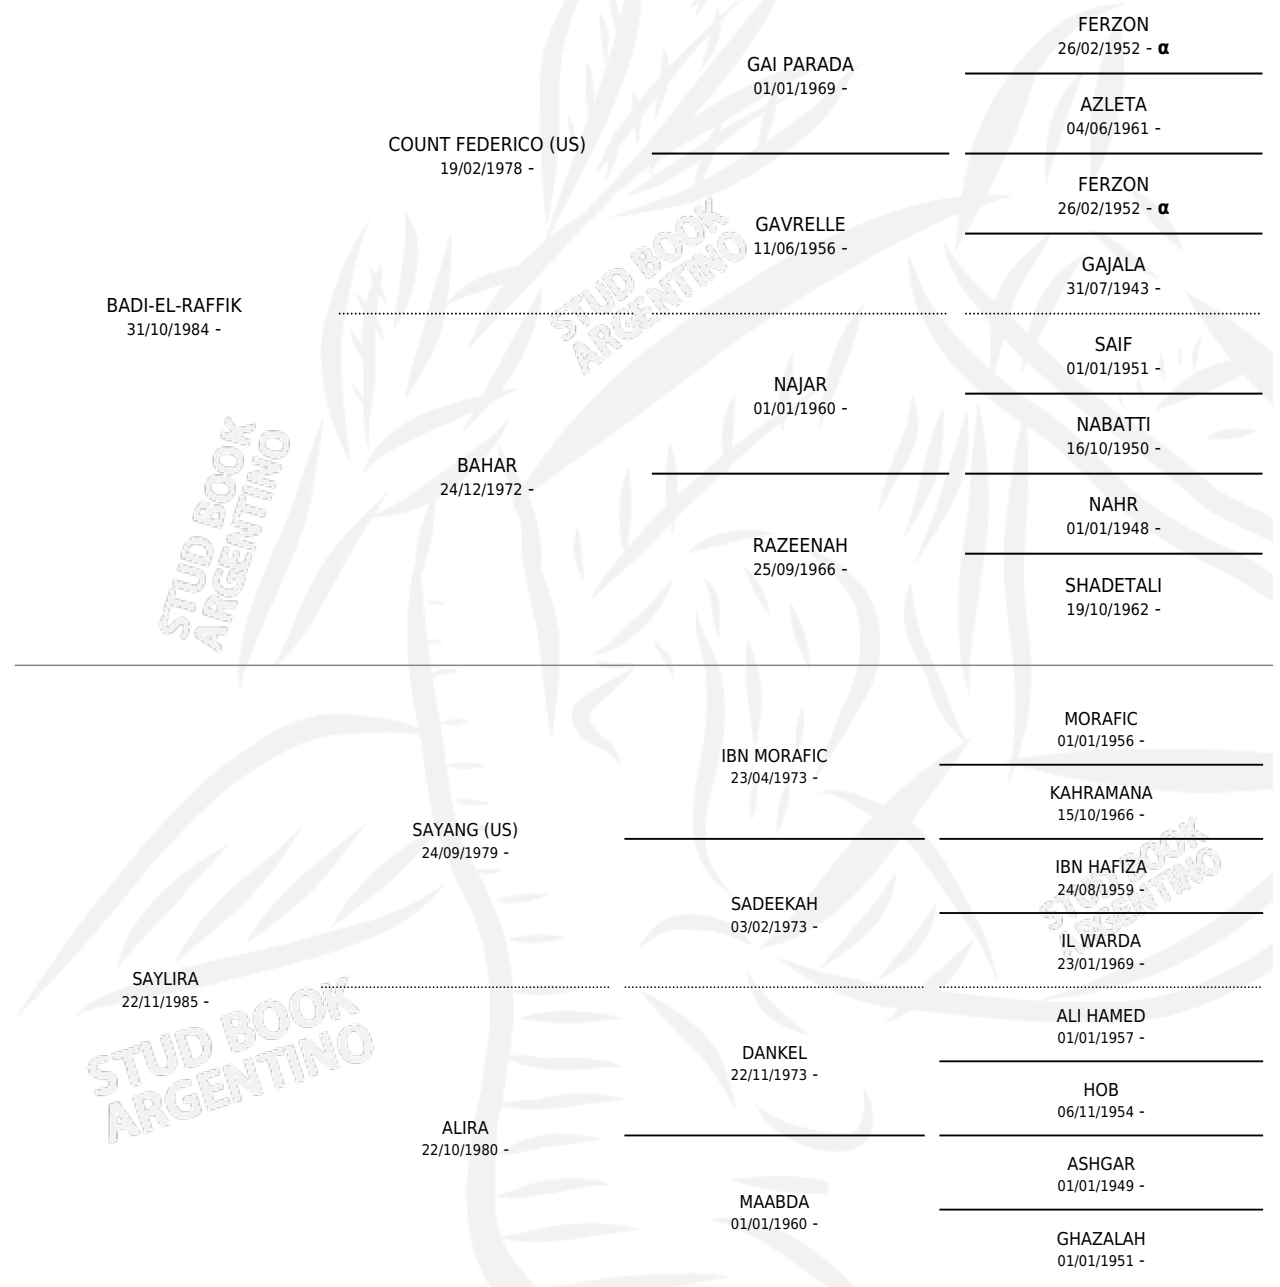 FERZON
26/02/1952 - α
GAI PARADA
01/01/1969 -
AZLETA
04/06/1961 -
COUNT FEDERICO (US)
19/02/1978 -
FERZON
26/02/1952 - α
GAVRELLE
11/06/1956 -
GAJALA
31/07/1943 -
BADI-EL-RAFFIK
31/10/1984 -
SAIF
01/01/1951 -
NAJAR
01/01/1960 -
NABATTI
16/10/1950 -
BAHAR
24/12/1972 -
NAHR
01/01/1948 -
RAZEENAH
25/09/1966 -
SHADETALI
19/10/1962 -
STUD BOOK
ARGENTINO
STUD BOOK
ARGENTINO
MORAFIC
01/01/1956 -
IBN MORAFIC
23/04/1973 -
KAHRAMANA
15/10/1966 -
SAYANG (US)
24/09/1979 -
IBN HAFIZA
24/08/1959 -
SADEEKAH
03/02/1973 -
IL WARDA
23/01/1969 -
SAYLIRA
22/11/1985 -
ALI HAMED
01/01/1957 -
DANKEL
22/11/1973 -
HOB
06/11/1954 -
ALIRA
22/10/1980 -
ASHGAR
01/01/1949 -
MAABDA
01/01/1960 -
GHAZALAH
01/01/1951 -
STUD BOOK
ARGENTINO
STUD BOOK
ARGENTINO